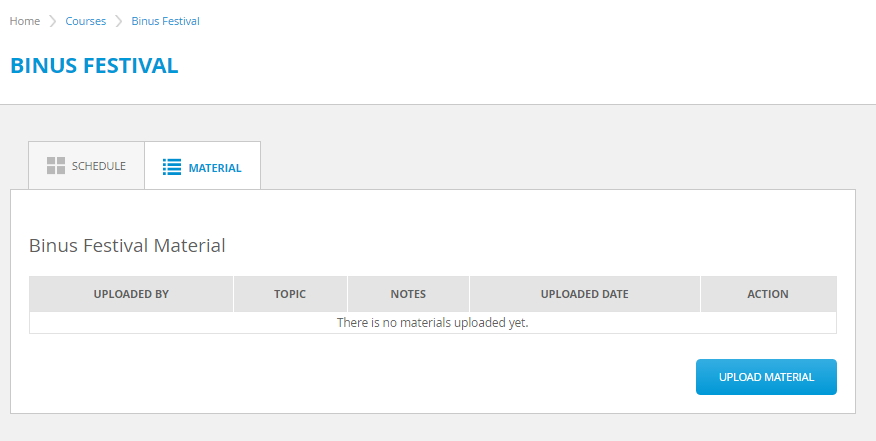 Home Courses Binus Festival
BINUS FESTIVAL
SCHEDULE MATERIAL
Binus Festival Material
UPLOADED BY TOPIC NOTES UPLOADED DATE ACTION
There is no materials uploaded yet.
UPLOAD MATERIAL